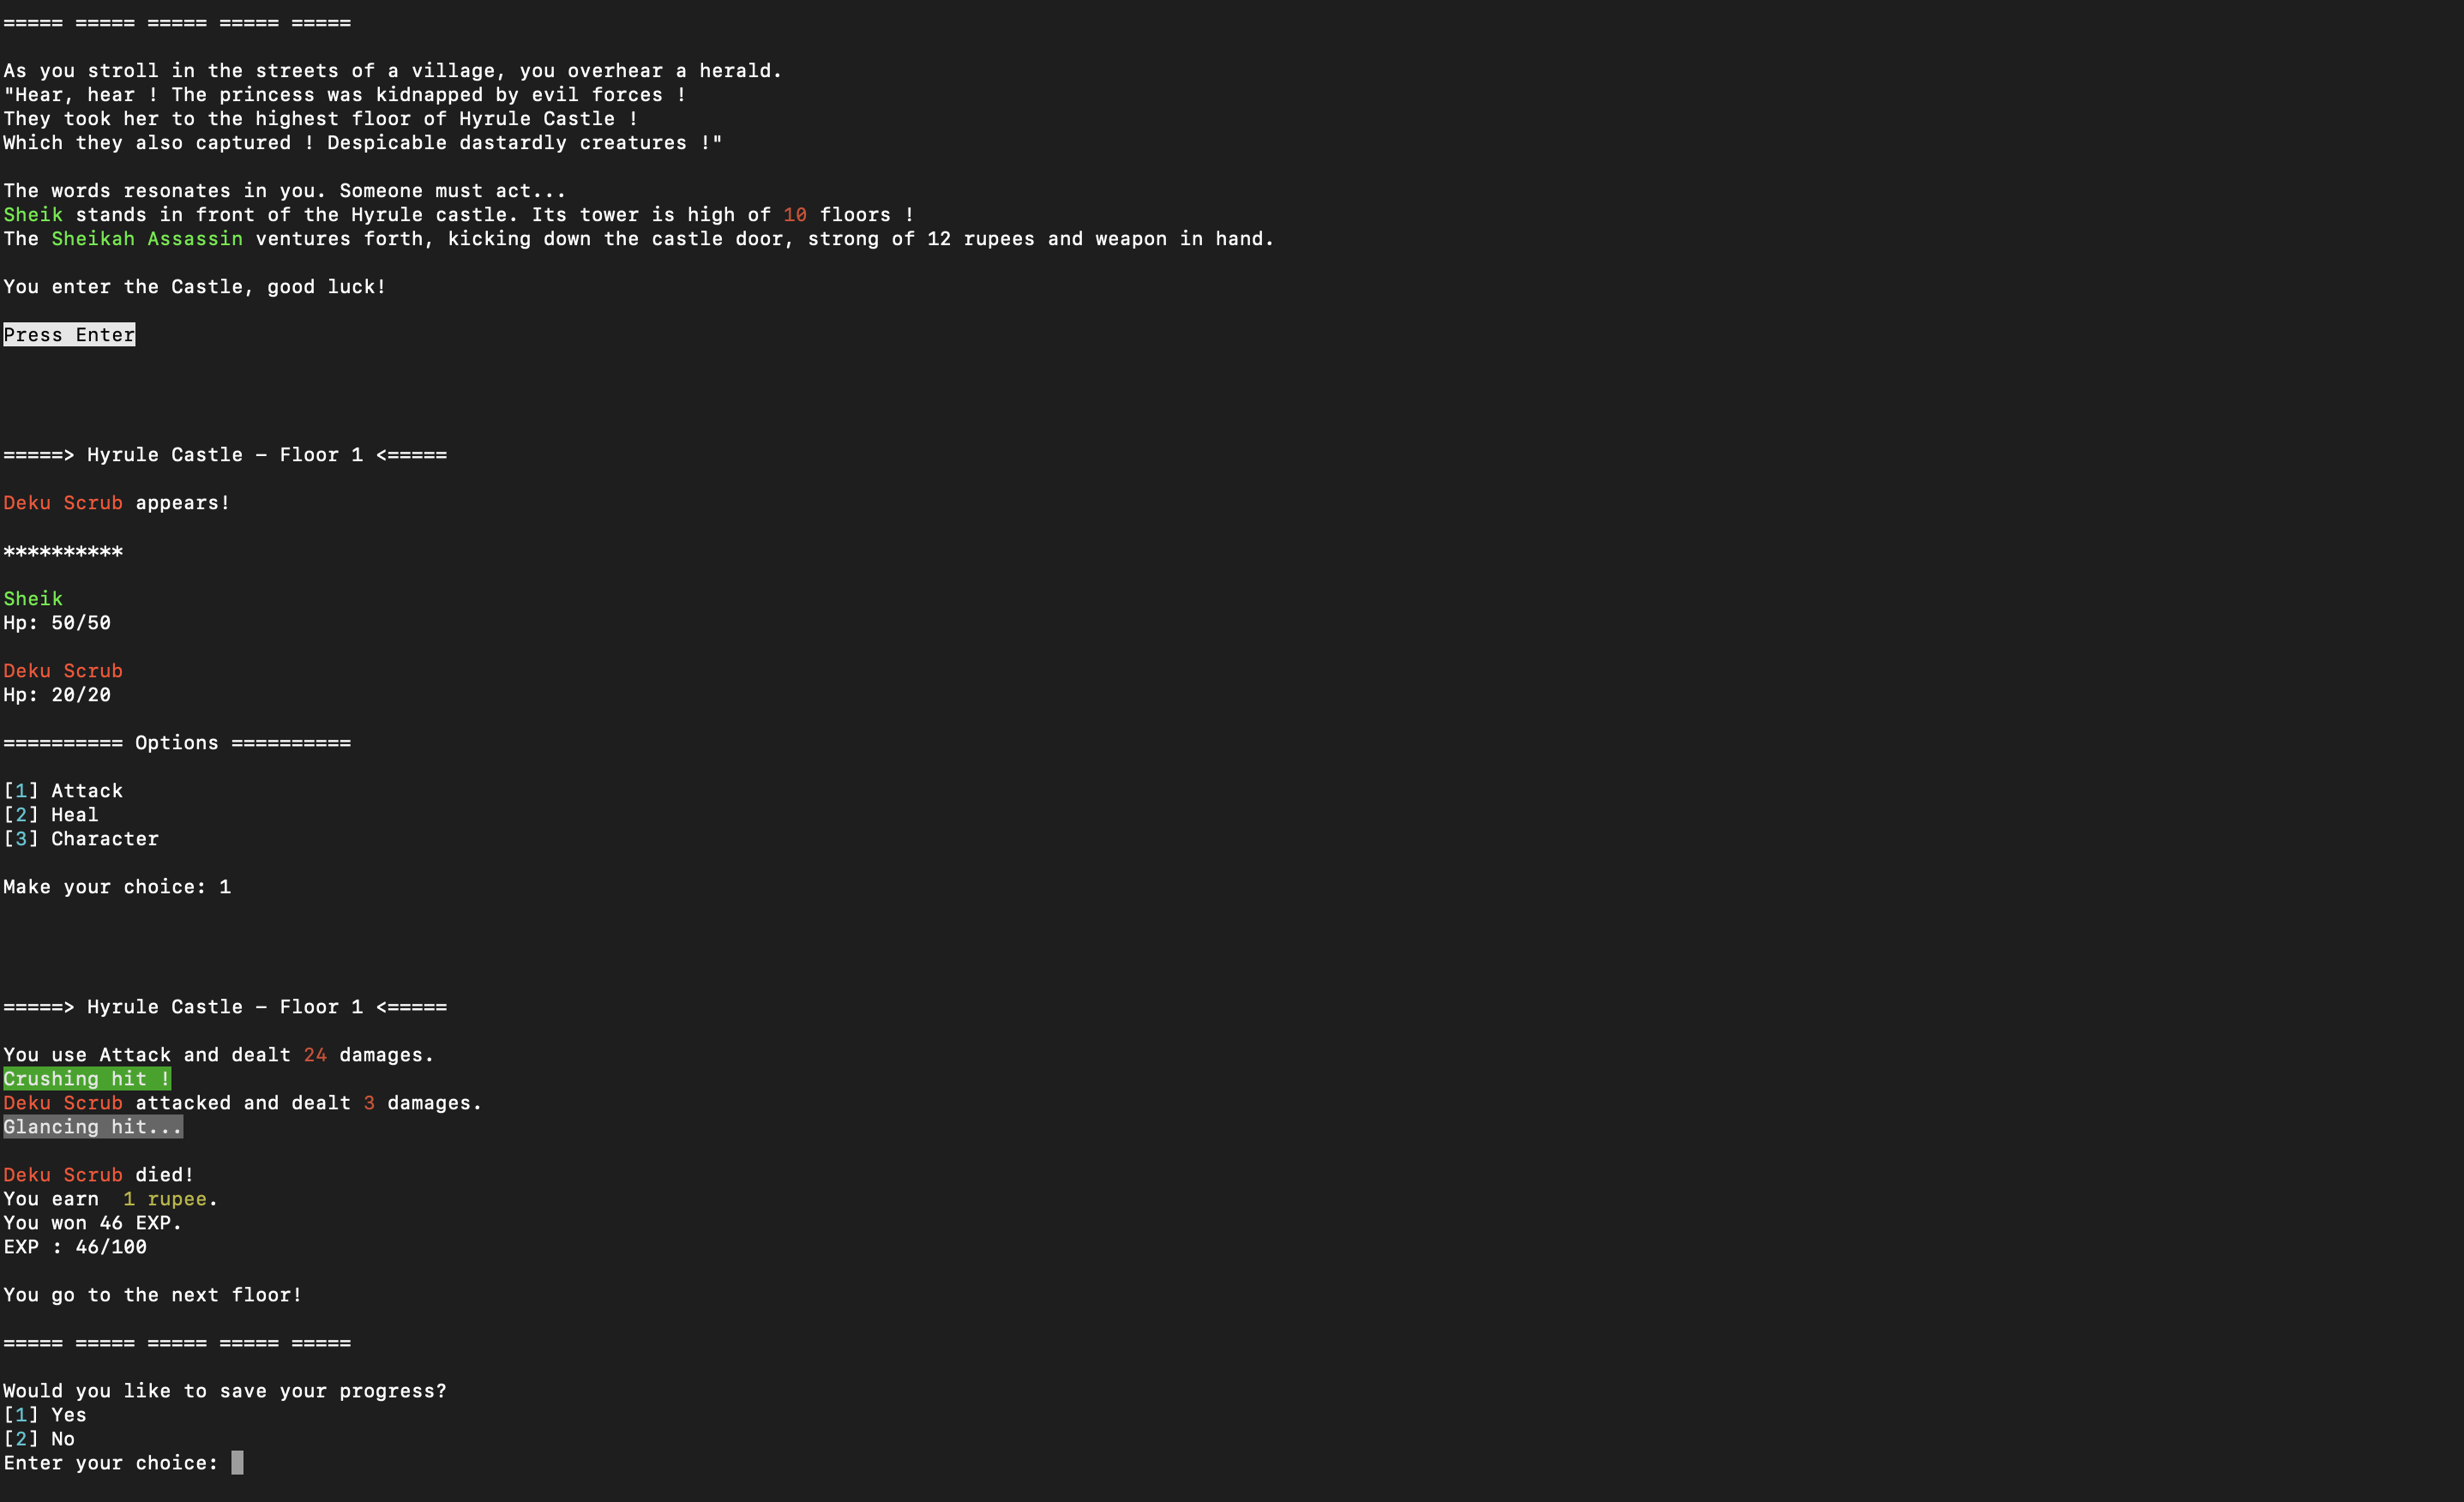 ===== ===== ===== ===== =====
As you stroll in the streets of a village, you overhear a herald.
"Hear, hear ! The princess was kidnapped by evil forces !
They took her to the highest floor of Hyrule Castle !
Which they also captured ! Despicable dastardly creatures !"
The words resonates in you. Someone must act...
Sheik stands in front of the Hyrule castle. Its tower is high of 10 floors !
The Sheikah Assassin ventures forth, kicking down the castle door, strong of 12 rupees and weapon in hand.
You enter the Castle, good luck!
Press Enter
=====> Hyrule Castle – Floor 1 <=====
Deku Scrub appears!
**********
Sheik
Hp: 50/50
Deku Scrub
Hp: 20/20
========== Options ==========
[1] Attack
[2] Heal
[3] Character
Make your choice: 1
=====> Hyrule Castle – Floor 1 <=====
You use Attack and dealt 24 damages.
Crushing hit !
Deku Scrub attacked and dealt 3 damages.
Glancing hit...
Deku Scrub died!
You earn  1 rupee.
You won 46 EXP.
EXP : 46/100
You go to the next floor!
===== ===== ===== ===== =====
Would you like to save your progress?
[1] Yes
[2] No
Enter your choice: